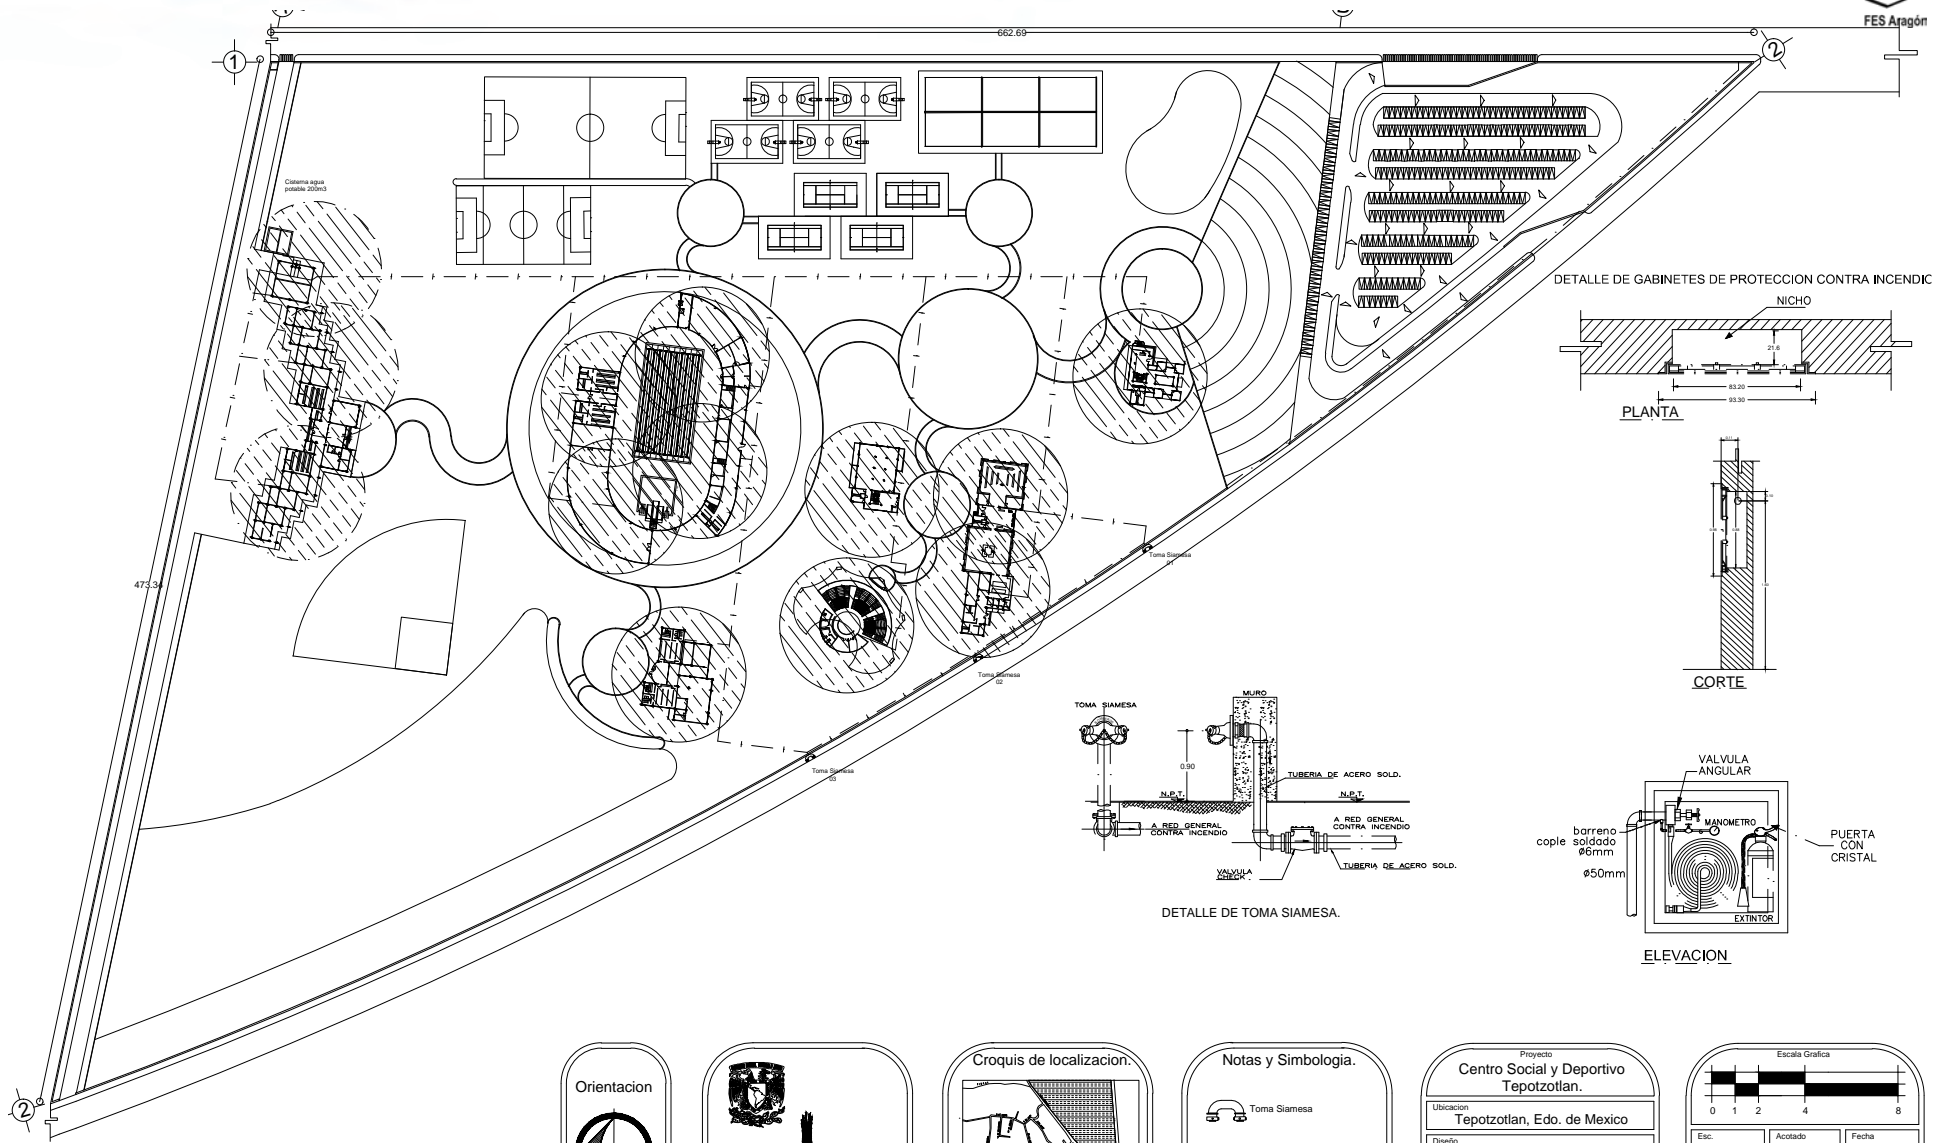 FES Aragón
662.69
1
2
Cisterna agua
potable 200m3
473.34
DETALLE DE GABINETES DE PROTECCION CONTRA INCENDIO
NICHO
21.6
83.20
93.30
PLANTA
CORTE
Toma Siamesa
01
Toma Siamesa
02
Toma Siamesa
03
MURO
TOMA SIAMESA
0.90
TUBERIA DE ACERO SOLD.
N.P.T.
N.P.T.
A RED GENERAL
CONTRA INCENDIO
A RED GENERAL
CONTRA INCENDIO
VALVULA
CHECK
TUBERIA DE ACERO SOLD.
DETALLE DE TOMA SIAMESA.
VALVULA
ANGULAR
MANOMETRO
barreno
cople soldado
ø6mm
ø50mm
PUERTA
CON
CRISTAL
EXTINTOR
ELEVACION
2
Orientacion
Croquis de localizacion.
Notas y Simbologia.
Toma Siamesa
Proyecto
Centro Social y Deportivo
Tepotzotlan.
Ubicacion
Tepotzotlan, Edo. de Mexico
Diseño
Escala Grafica
0 1 2 4 8
Esc. Acotado Fecha